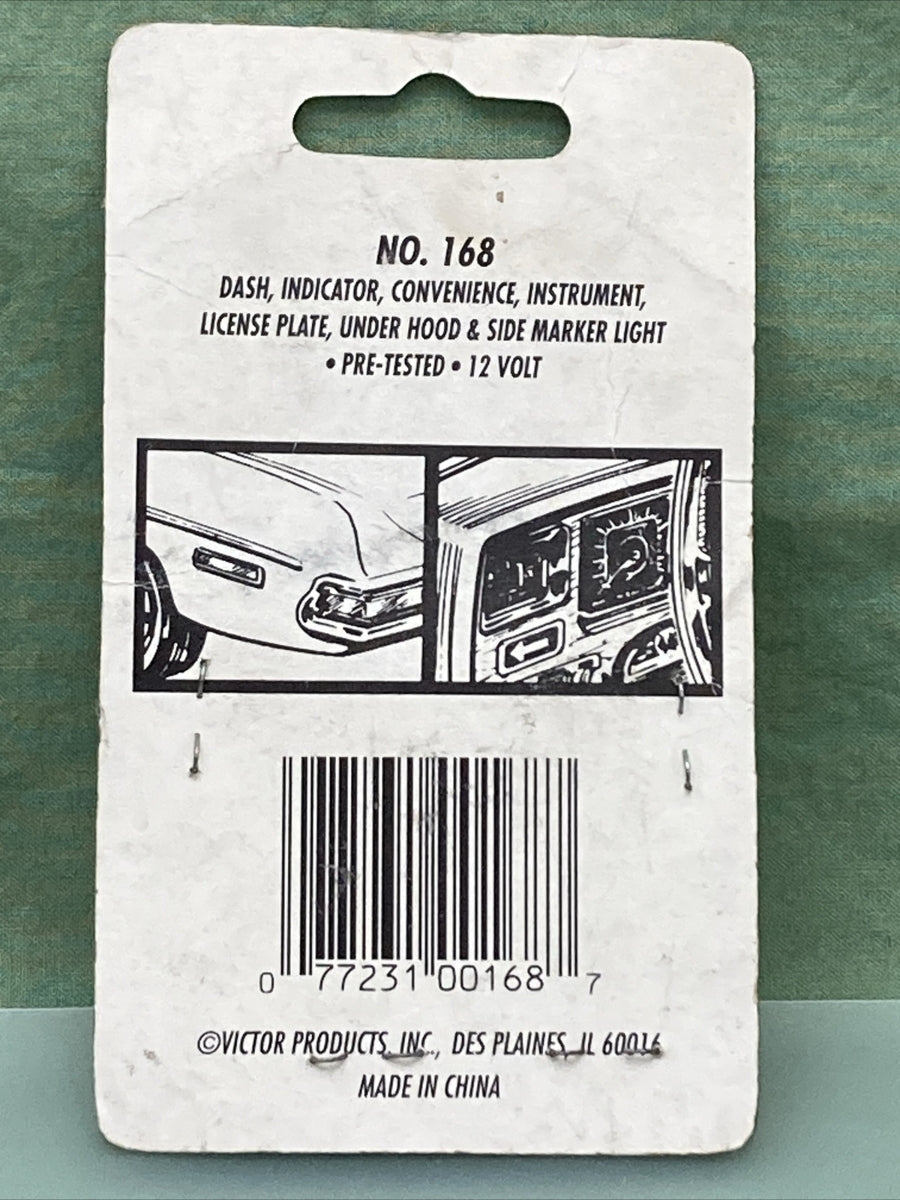 NO. 168
DASH, INDICATOR, CONVENIENCE, INSTRUMENT,
LICENSE PLATE, UNDER HOOD & SIDE MARKER LIGHT
• PRE-TESTED • 12 VOLT
0 77231 00168 7
©VICTOR PRODUCTS, INC., DES PLAINES, IL 60016
MADE IN CHINA